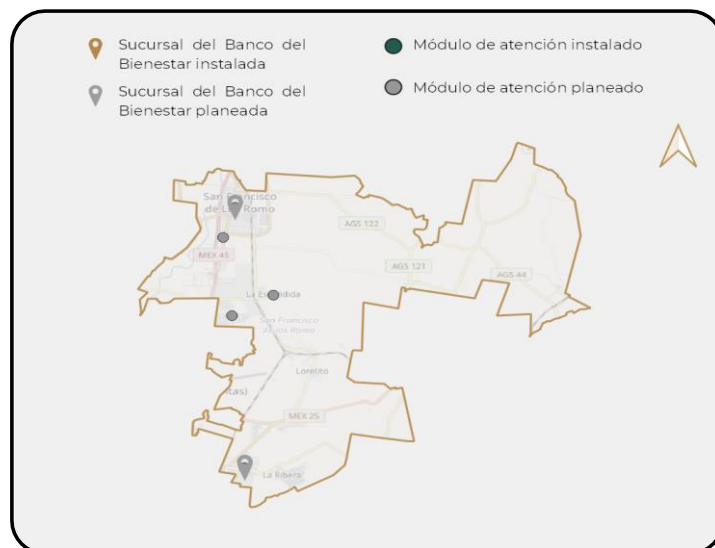 Sucursal del Banco del
Bienestar instalada
Sucursal del Banco del
Bienestar planeada
Módulo de atención instalado
Módulo de atención planeado
San Francisco
de Los Romo
AGS 122
MEX 45
AGS 121
AGS 44
La Escondida
San Francisco
de los Romo
Loretito
itas)
MEX 25
La Ribera